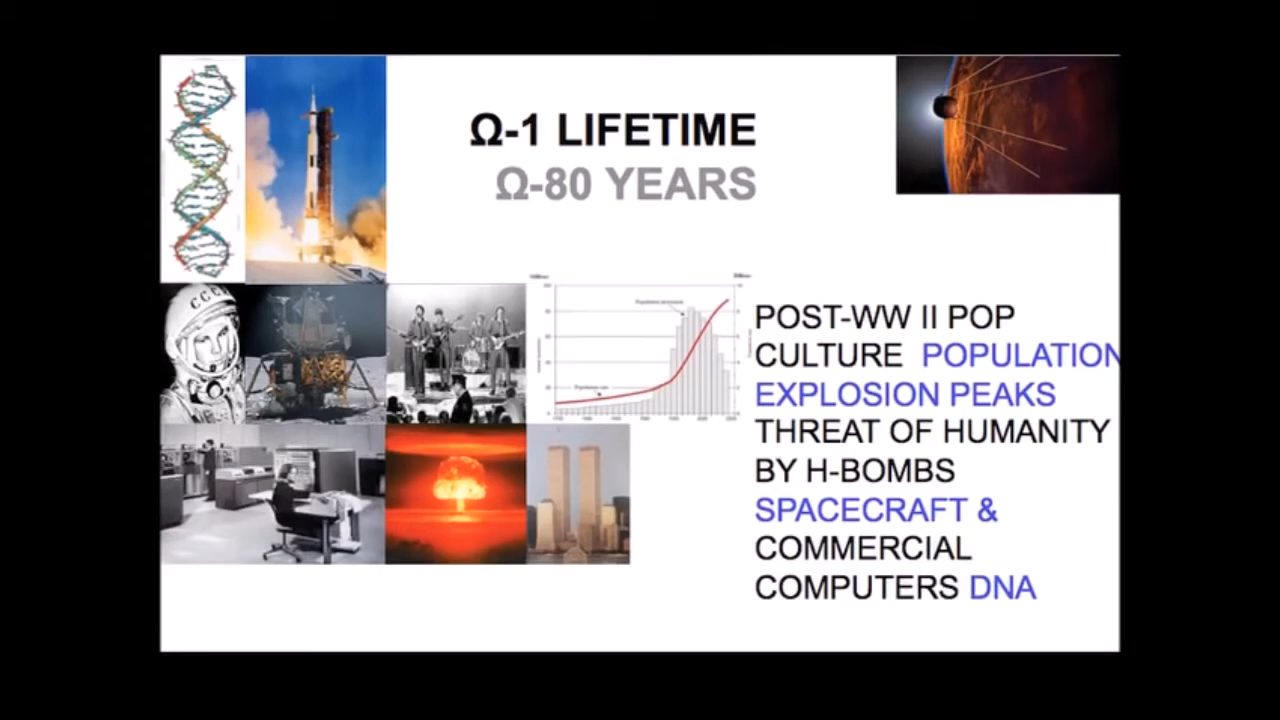 Ω-1 LIFETIME
Ω-80 YEARS
CCCP
POST-WW II POP
CULTURE POPULATION
EXPLOSION PEAKS
THREAT OF HUMANITY
BY H-BOMBS
SPACECRAFT &
COMMERCIAL
COMPUTERS DNA